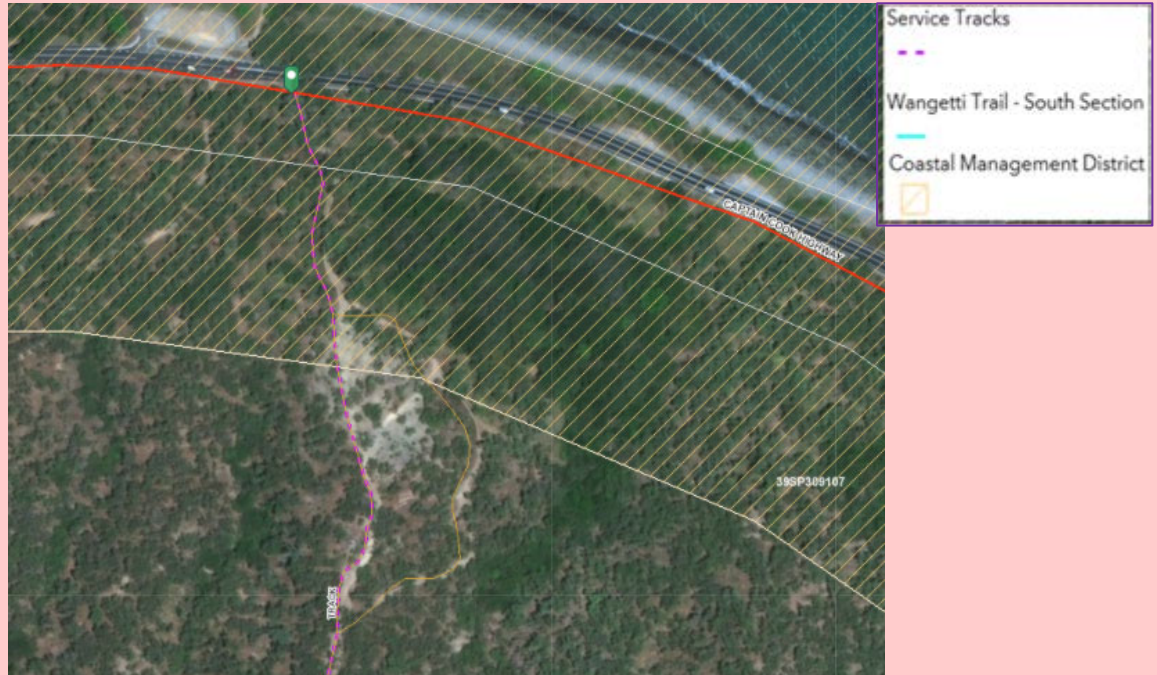 Service Tracks
Wangetti Trail - South Section
Coastal Management District
CAPTAIN COOK HIGHWAY
39SP309107
TRACK